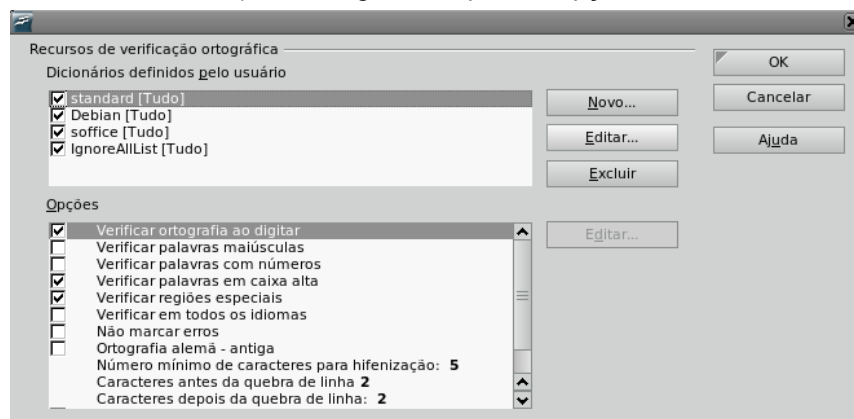 Recursos de verificação ortográfica
Dicionários definidos pelo usuário
standard [Tudo]
Debian [Tudo]
soffice [Tudo]
IgnoreAllList [Tudo]
Novo...
Editar...
Excluir
OK
Cancelar
Ajuda
Opções
Verificar ortografia ao digitar
Verificar palavras maiúsculas
Verificar palavras com números
Verificar palavras em caixa alta
Verificar regiões especiais
Verificar em todos os idiomas
Não marcar erros
Ortografia alemã - antiga
Número mínimo de caracteres para hifenização: 5
Caracteres antes da quebra de linha 2
Caracteres depois da quebra de linha: 2
Editar...